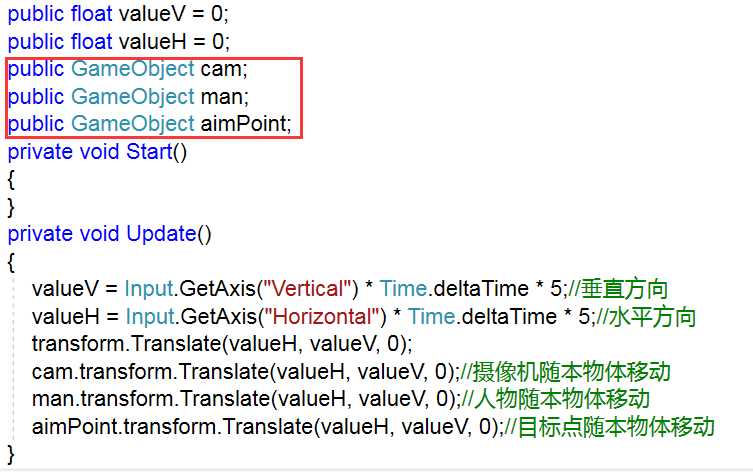 public float valueV = 0;
public float valueH = 0;
public GameObject cam;
public GameObject man;
public GameObject aimPoint;
private void Start()
{
}
private void Update()
{
valueV = Input.GetAxis("Vertical") * Time.deltaTime * 5;//垂直方向
valueH = Input.GetAxis("Horizontal") * Time.deltaTime * 5;//水平方向
transform.Translate(valueH, valueV, 0);
cam.transform.Translate(valueH, valueV, 0);//摄像机随本物体移动
man.transform.Translate(valueH, valueV, 0);//人物随本物体移动
aimPoint.transform.Translate(valueH, valueV, 0);//目标点随本物体移动
}